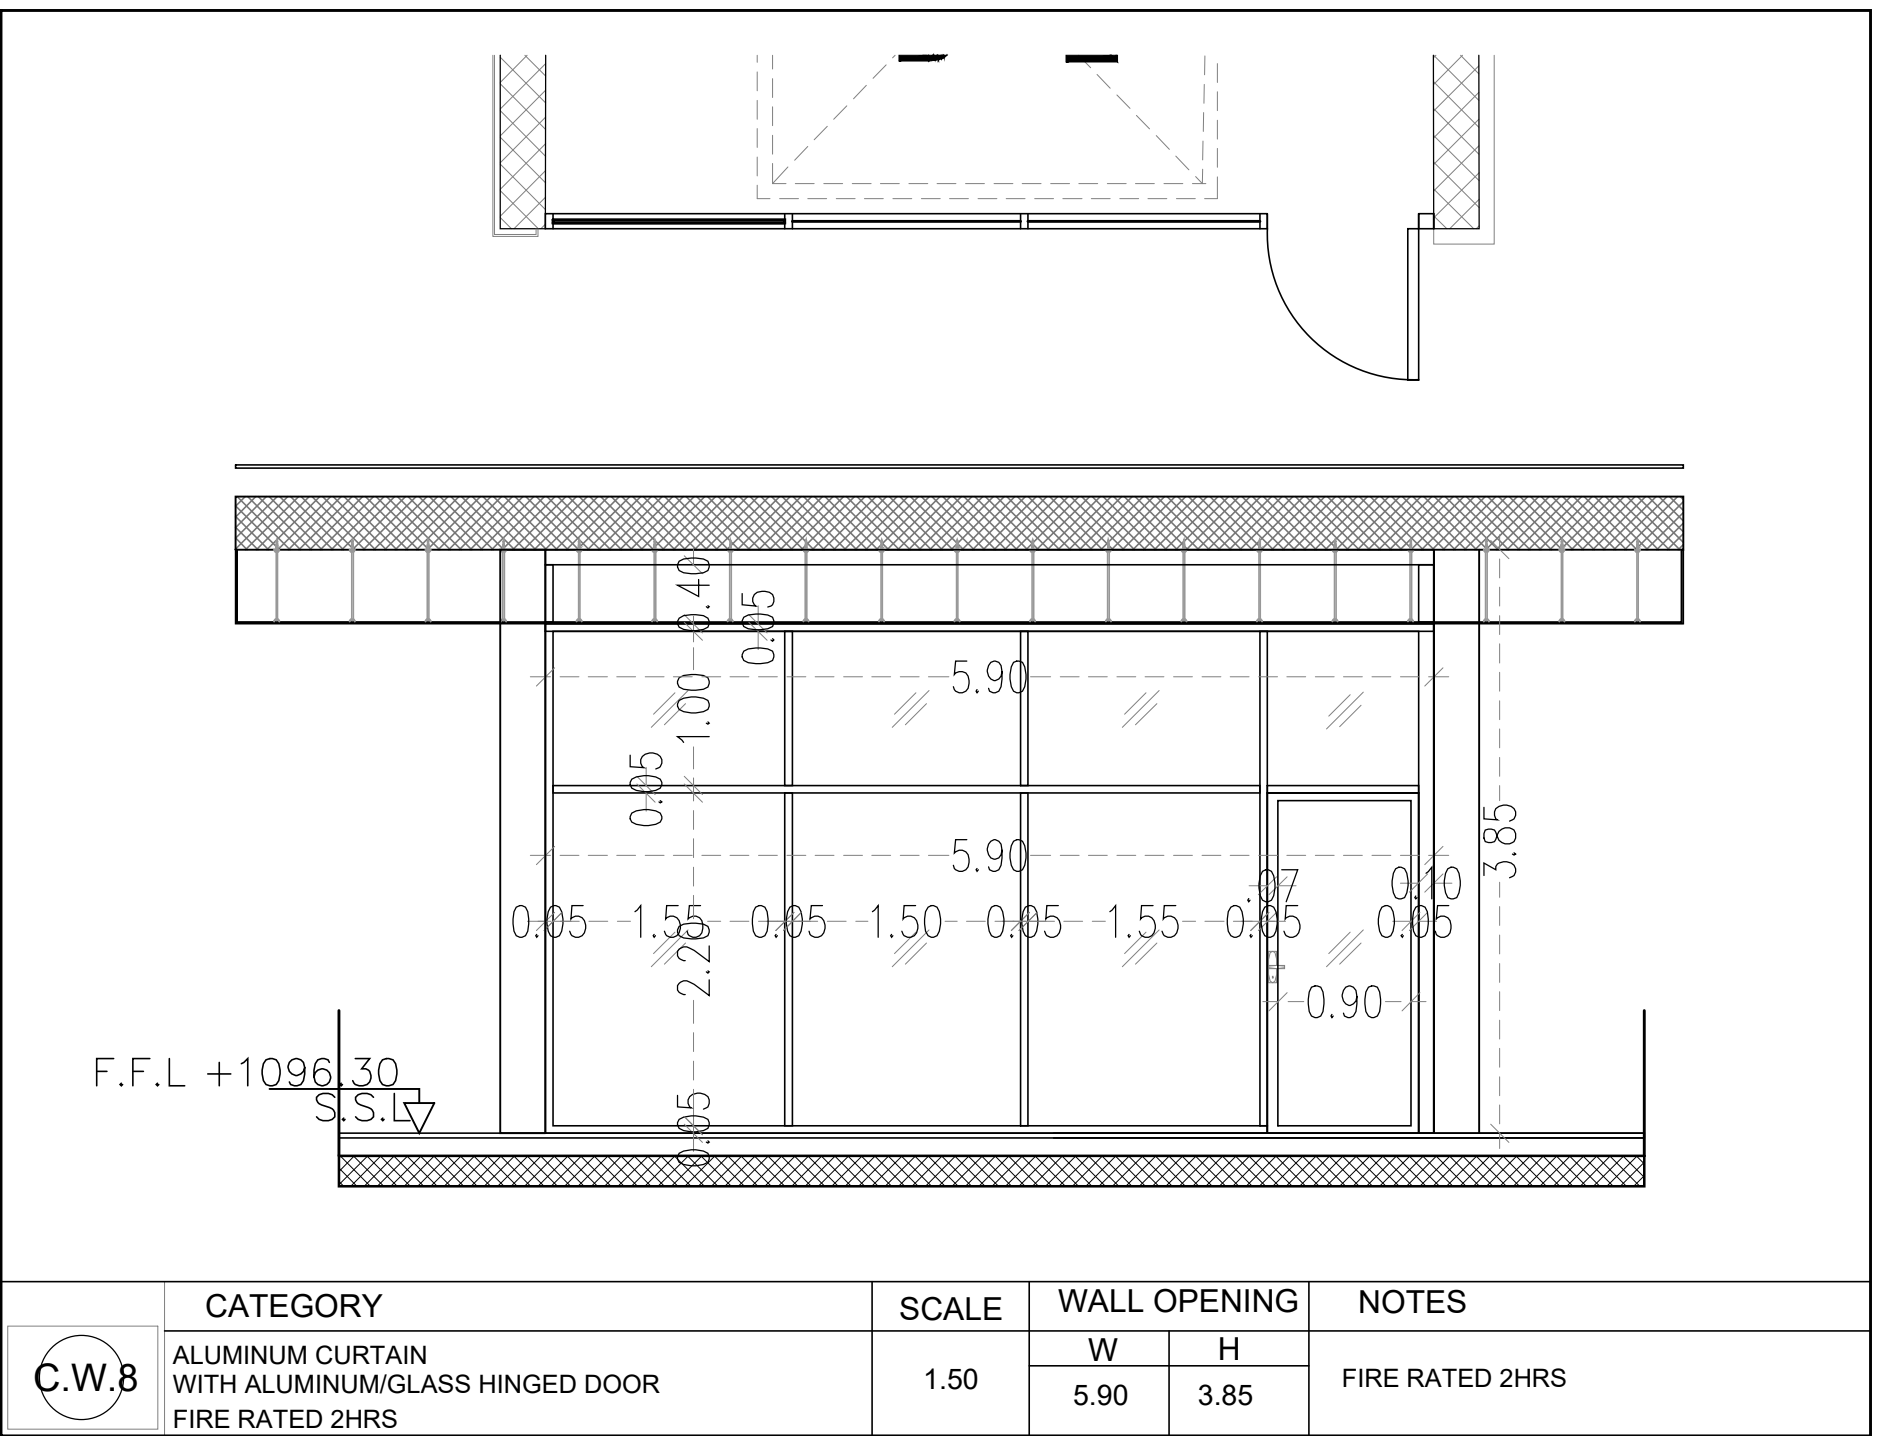 0.40
0.05
5.90
1.00
0.05
5.90
3.85
.07
0.10
0.05
1.55
0.05
1.50
0.05
1.55
0.05
0.05
2.20
0.90
F.F.L +1096.30
S.S.L
0.05
CATEGORY
SCALE
WALL OPENING
NOTES
C.W.8
ALUMINUM CURTAIN
WITH ALUMINUM/GLASS HINGED DOOR
FIRE RATED 2HRS
1.50
W
H
5.90
3.85
FIRE RATED 2HRS